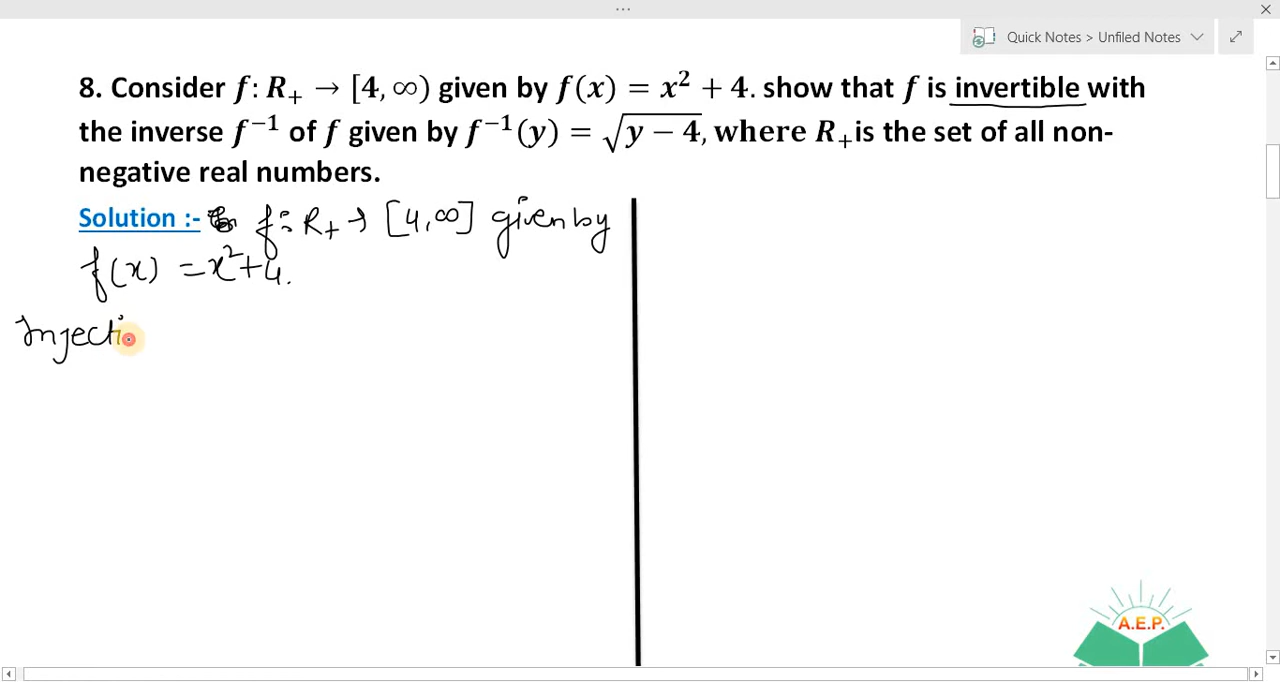 Quick Notes > Unfiled Notes
8. Consider f: R₊ → [4, ∞) given by f(x) = x² + 4. show that f is invertible with
the inverse f⁻¹ of f given by f⁻¹(y) = √(y − 4), where R₊is the set of all non-
negative real numbers.
Solution :- f: R₊ → [4, ∞] given by
f(x) = x²+4.
Injecti
A.E.P.